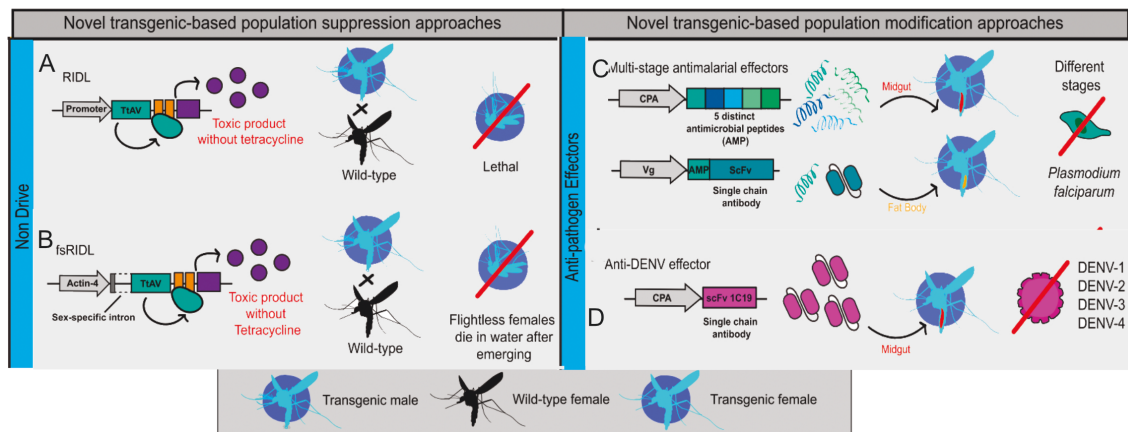 Novel transgenic-based population suppression approaches
Novel transgenic-based population modification approaches
Non Drive
A
RIDL
Promoter
TtAV
Toxic product
without tetracycline
Wild-type
Lethal
B
fsRIDL
Actin-4
TtAV
Sex-specific intron
Toxic product
without
Tetracycline
Wild-type
Flightless females
die in water after
emerging
Anti-pathogen Effectors
C
Multi-stage antimalarial effectors
CPA
5 distinct
antimicrobial peptides
(AMP)
Midgut
Different
stages
Vg
AMP
ScFv
Single chain
antibody
Fat Body
Plasmodium
falciparum
D
Anti-DENV effector
CPA
scFv 1C19
Single chain
antibody
Midgut
DENV-1
DENV-2
DENV-3
DENV-4
Transgenic male
Wild-type female
Transgenic female